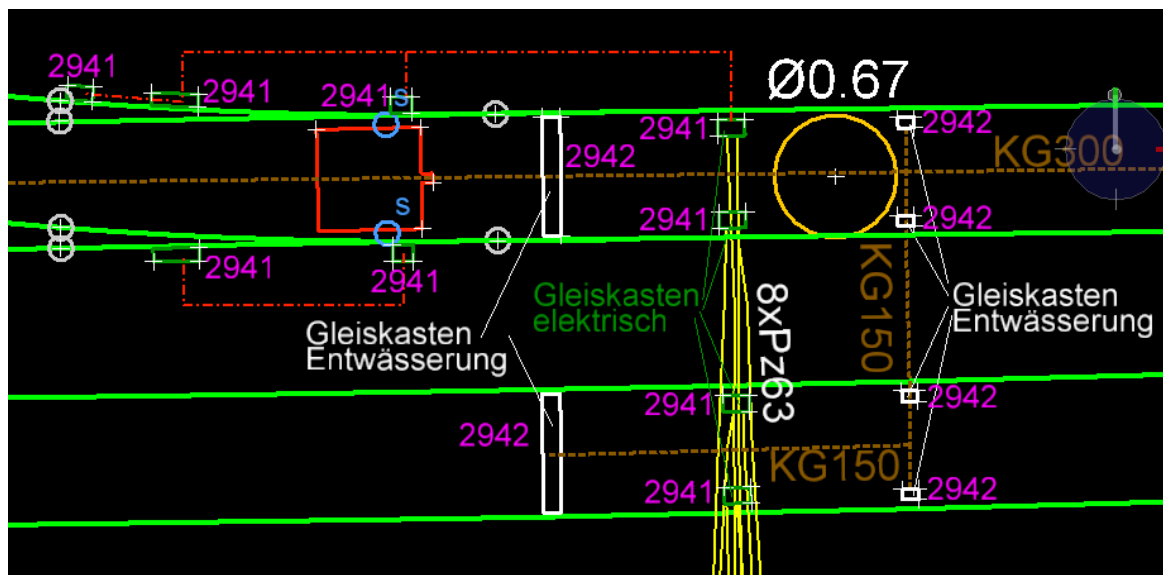 2941
2941
2941
s
Ø0.67
2941
2942
2942
KG300
s
2941
2941
2941
Gleiskasten
elektrisch
8xPz63
KG150
Gleiskasten
Entwässerung
Gleiskasten
Entwässerung
2941
2942
2942
KG150
2941
2942